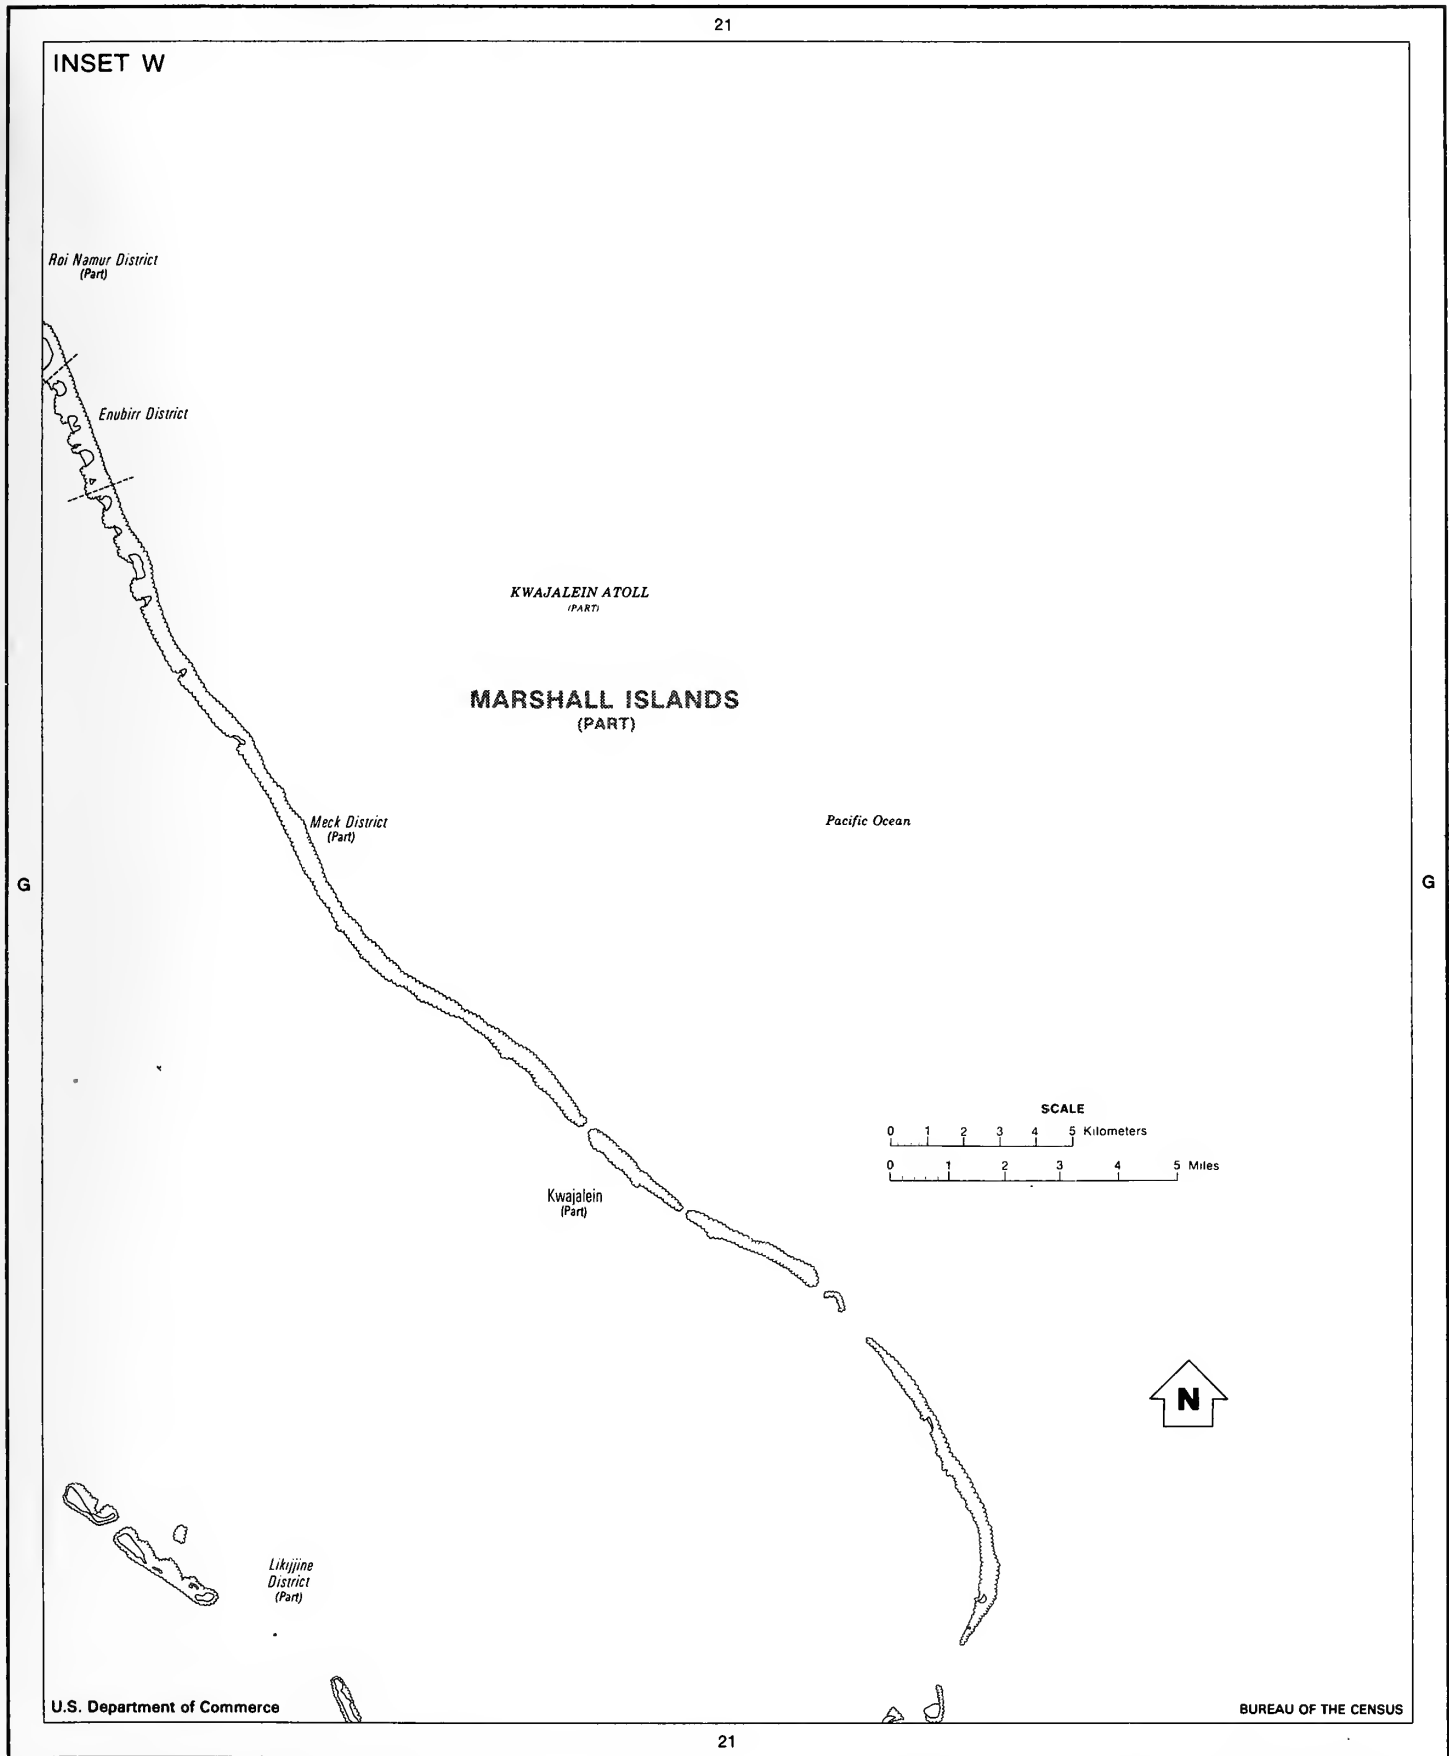 21
INSET W
Roi Namur District
(Part)
Enubirr District
KWAJALEIN ATOLL
(PART)
MARSHALL ISLANDS
(PART)
Meck District
(Part)
Pacific Ocean
G
G
SCALE
0 1 2 3 4 5 Kilometers
0 1 2 3 4 5 Miles
Kwajalein
(Part)
N
Likijjine
District
(Part)
U.S. Department of Commerce
BUREAU OF THE CENSUS
21